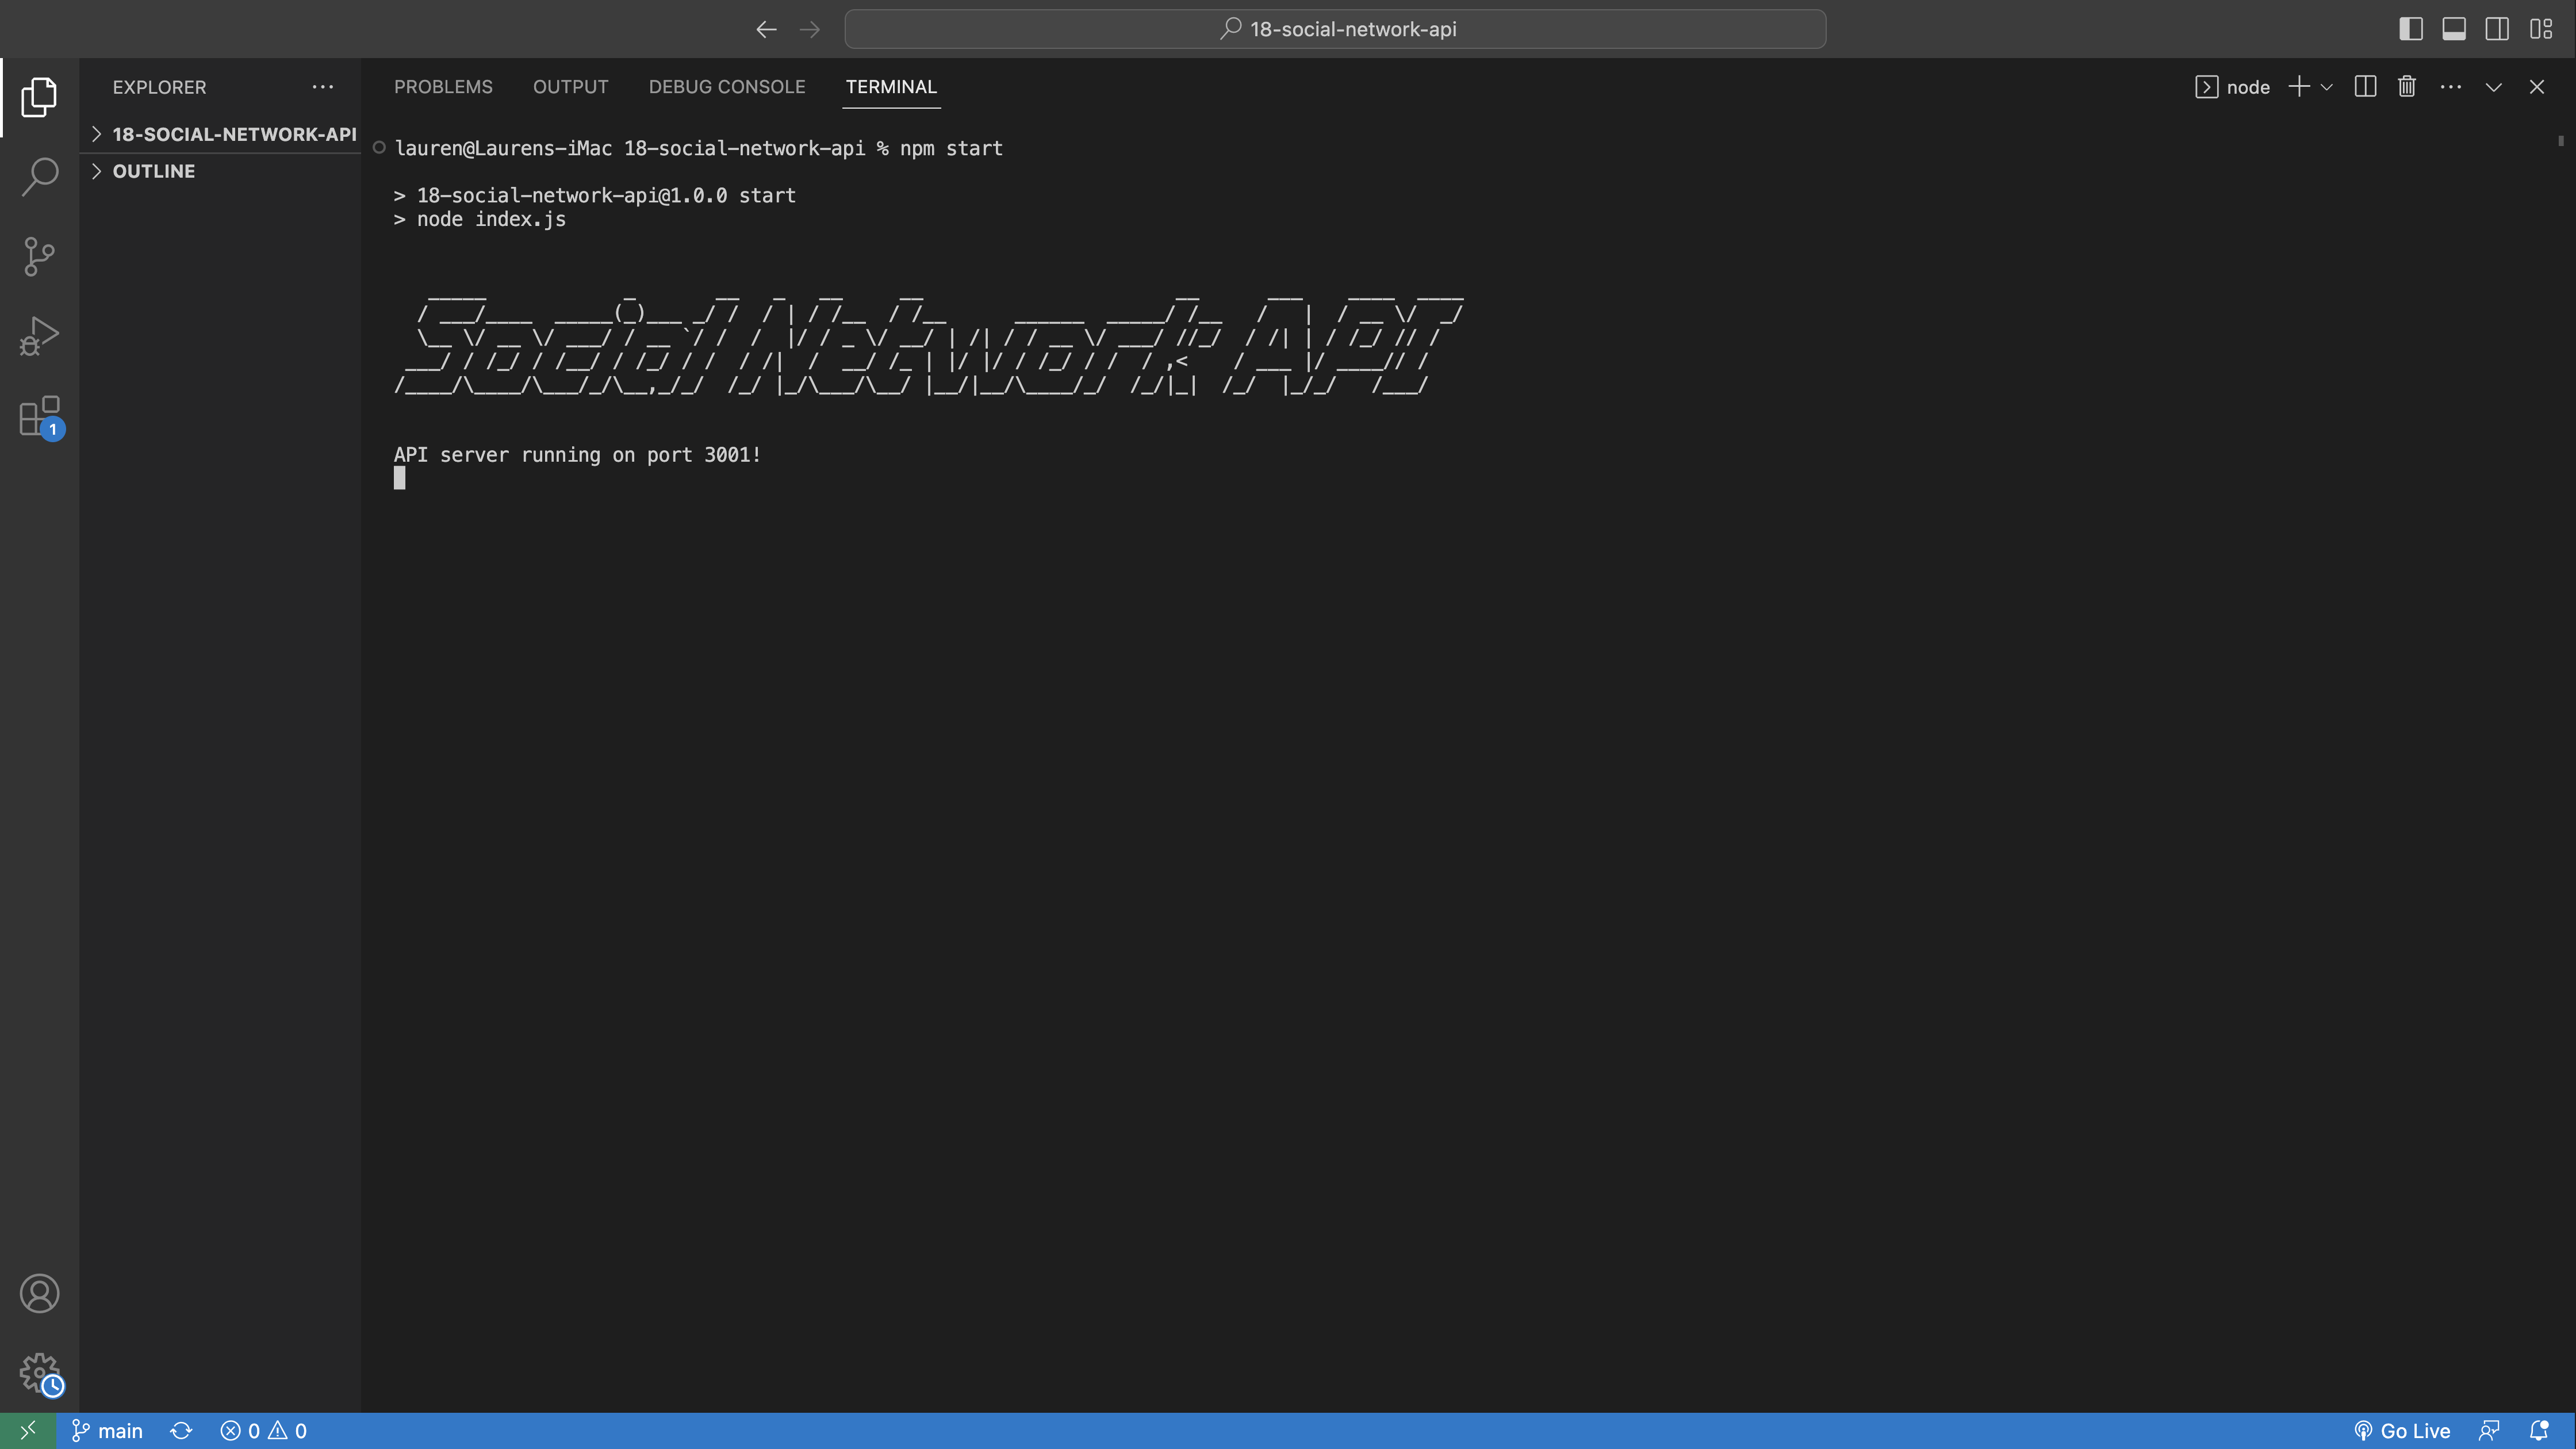 18-social-network-api
EXPLORER
18-SOCIAL-NETWORK-API
OUTLINE
1
PROBLEMS OUTPUT DEBUG CONSOLE TERMINAL
node
lauren@Laurens-iMac 18-social-network-api % npm start
> 18-social-network-api@1.0.0 start
> node index.js
Social Network API
API server running on port 3001!
main 0 0
Go Live